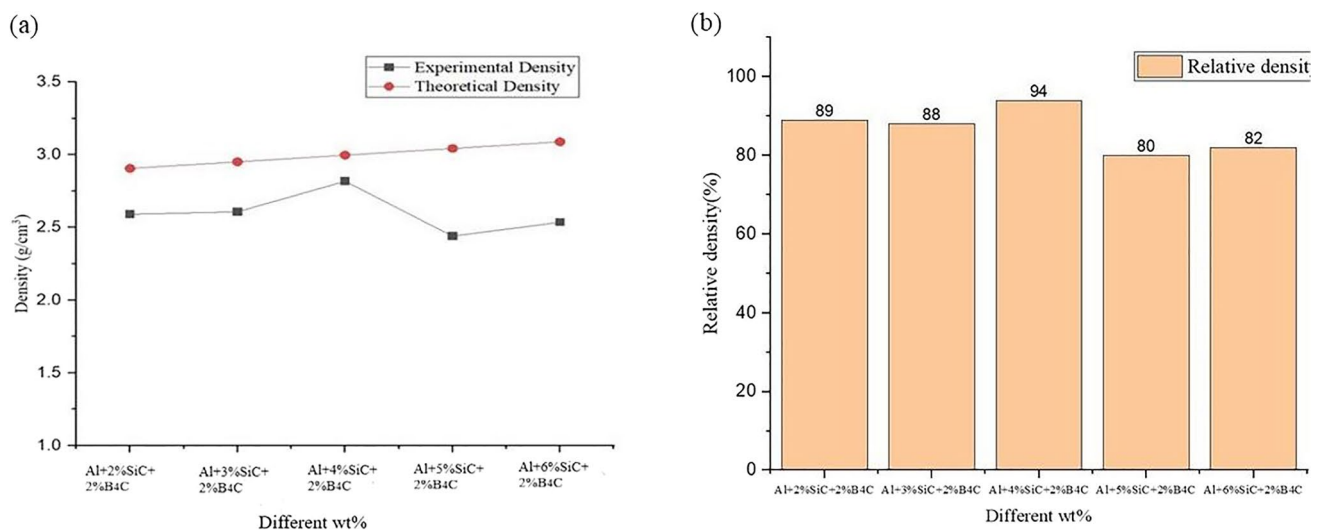 (a)
Experimental Density
Theoretical Density
3.5
3.0
2.5
2.0
1.5
1.0
Density (g/cm³)
Al+2%SiC+
2%B4C
Al+3%SiC+
2%B4C
Al+4%SiC+
2%B4C
Al+5%SiC+
2%B4C
Al+6%SiC+
2%B4C
Different wt%
(b)
Relative density
100
80
60
40
20
0
Relative density(%)
89
88
94
80
82
Al+2%SiC+2%B4C
Al+3%SiC+2%B4C
Al+4%SiC+2%B4C
Al+5%SiC+2%B4C
Al+6%SiC+2%B4C
Different wt%